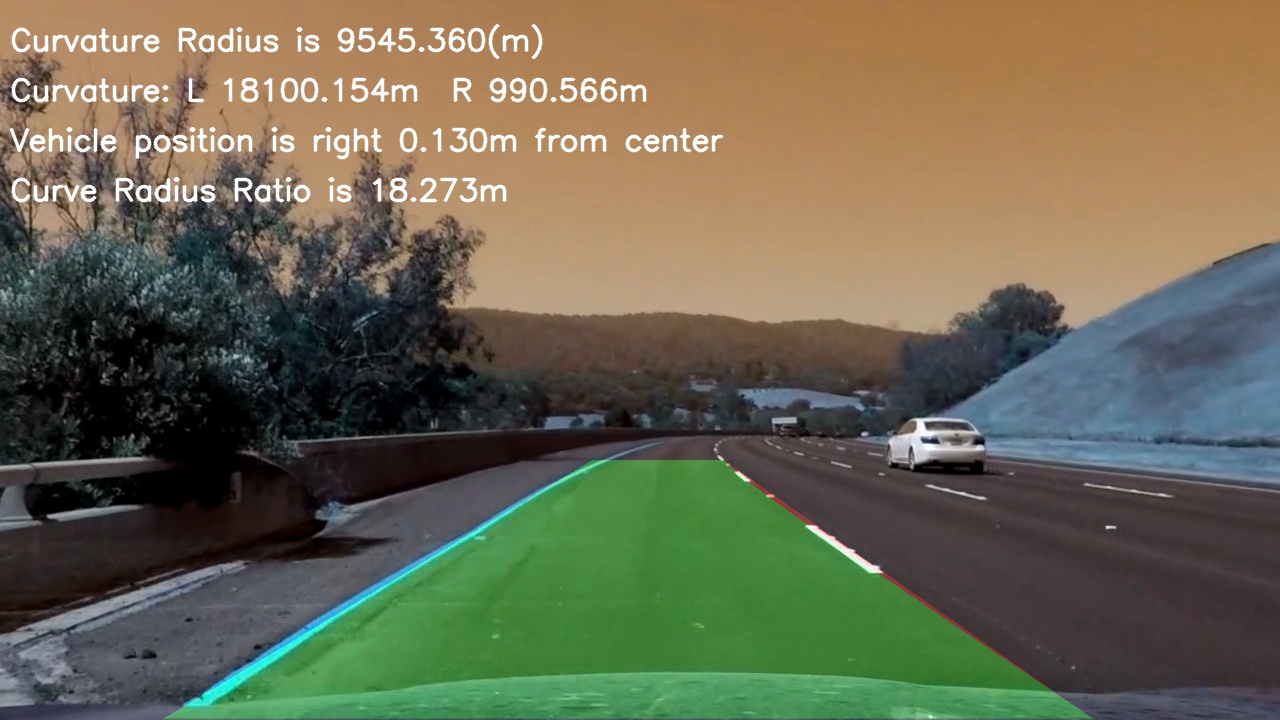 Curvature Radius is 9545.360(m)
Curvature: L 18100.154m R 990.566m
Vehicle position is right 0.130m from center
Curve Radius Ratio is 18.273m